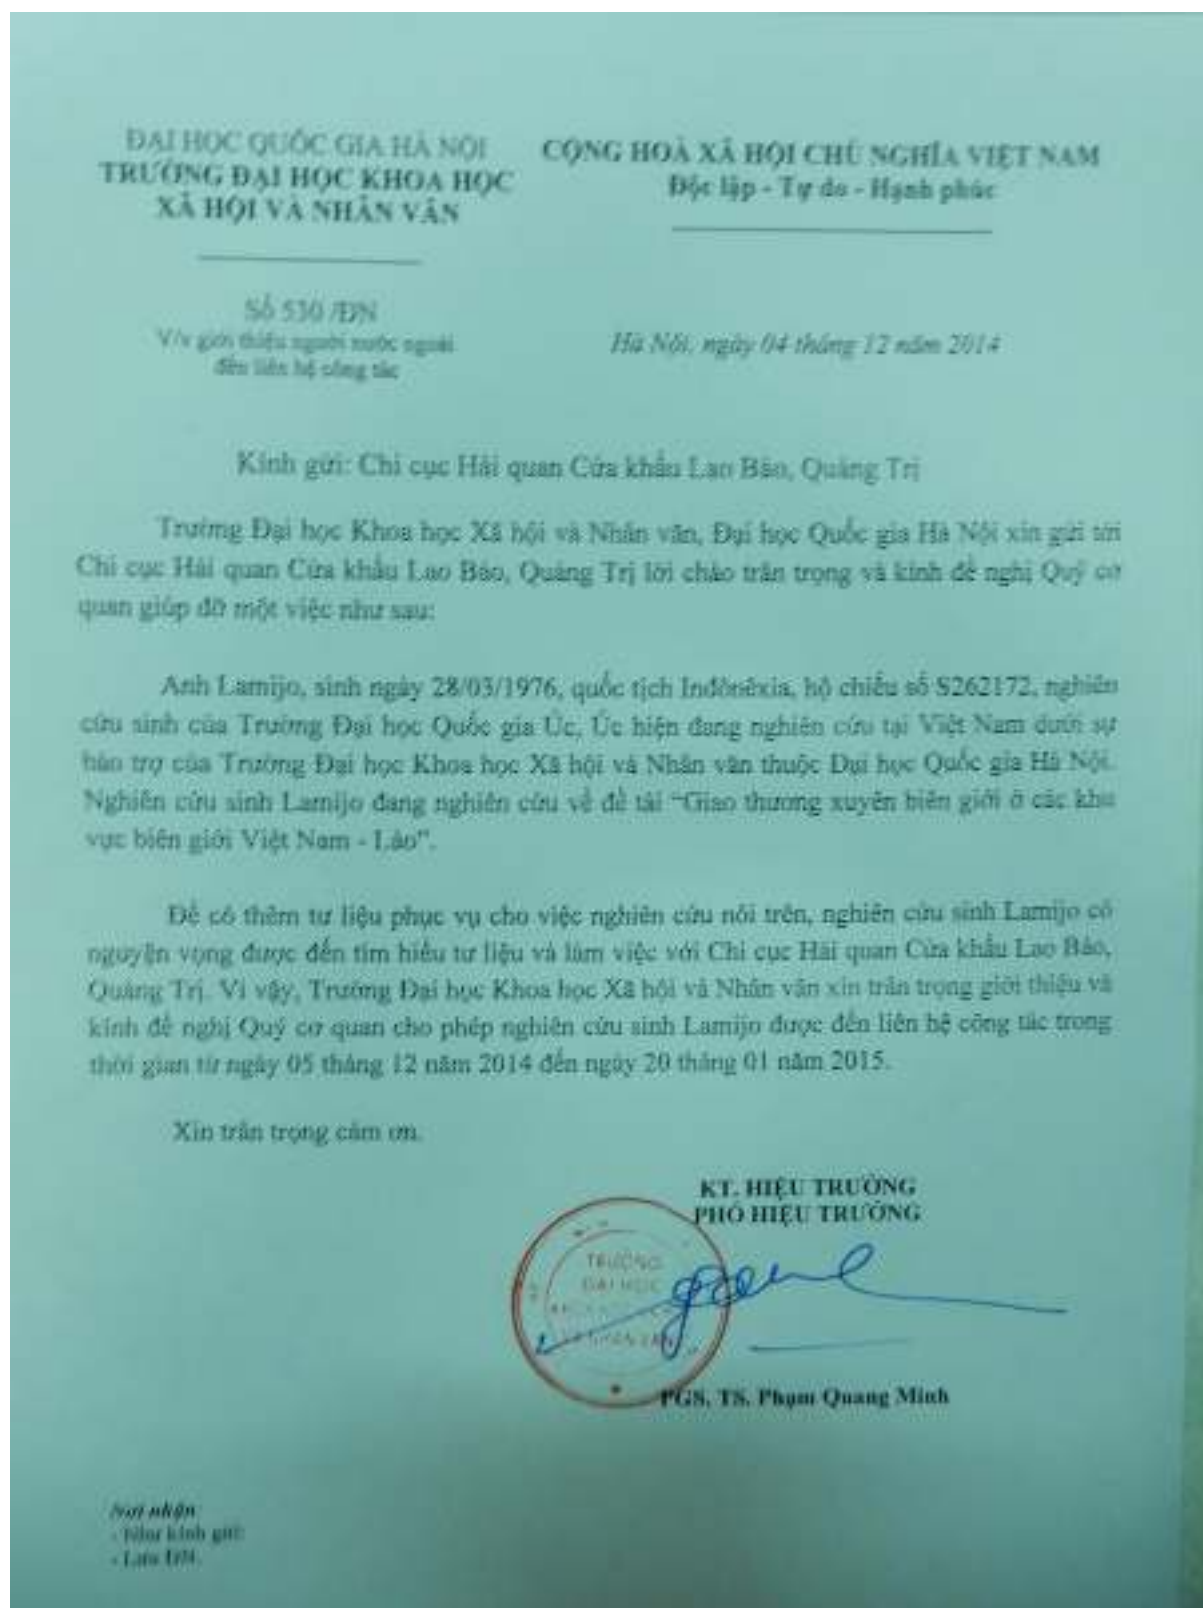 ĐẠI HỌC QUỐC GIA HÀ NỘI
TRƯỜNG ĐẠI HỌC KHOA HỌC
XÃ HỘI VÀ NHÂN VĂN
CỘNG HOÀ XÃ HỘI CHỦ NGHĨA VIỆT NAM
Độc lập - Tự do - Hạnh phúc
Số 530 /ĐN
V/v giới thiệu người nước ngoài
đến liên hệ công tác
Hà Nội, ngày 04 tháng 12 năm 2014
Kính gửi: Chi cục Hải quan Cửa khẩu Lao Bảo, Quảng Trị
Trường Đại học Khoa học Xã hội và Nhân văn, Đại học Quốc gia Hà Nội xin gửi tới
Chi cục Hải quan Cửa khẩu Lao Bảo, Quảng Trị lời chào trân trọng và kính đề nghị Quý cơ
quan giúp đỡ một việc như sau:
Anh Lamijo, sinh ngày 28/03/1976, quốc tịch Inđônêxia, hộ chiếu số S262172, nghiên
cứu sinh của Trường Đại học Quốc gia Úc, Úc hiện đang nghiên cứu tại Việt Nam dưới sự
bảo trợ của Trường Đại học Khoa học Xã hội và Nhân văn thuộc Đại học Quốc gia Hà Nội.
Nghiên cứu sinh Lamijo đang nghiên cứu về đề tài “Giao thương xuyên biên giới ở các khu
vực biên giới Việt Nam - Lào”.
Để có thêm tư liệu phục vụ cho việc nghiên cứu nói trên, nghiên cứu sinh Lamijo có
nguyện vọng được đến tìm hiểu tư liệu và làm việc với Chi cục Hải quan Cửa khẩu Lao Bảo,
Quảng Trị. Vì vậy, Trường Đại học Khoa học Xã hội và Nhân văn xin trân trọng giới thiệu và
kính đề nghị Quý cơ quan cho phép nghiên cứu sinh Lamijo được đến liên hệ công tác trong
thời gian từ ngày 05 tháng 12 năm 2014 đến ngày 20 tháng 01 năm 2015.
Xin trân trọng cảm ơn.
KT. HIỆU TRƯỞNG
PHÓ HIỆU TRƯỞNG
TRƯỜNG
ĐẠI HỌC
VÀ NHÂN VĂN
PGS. TS. Phạm Quang Minh
Nơi nhận
- Như kính gửi:
- Lưu ĐN.